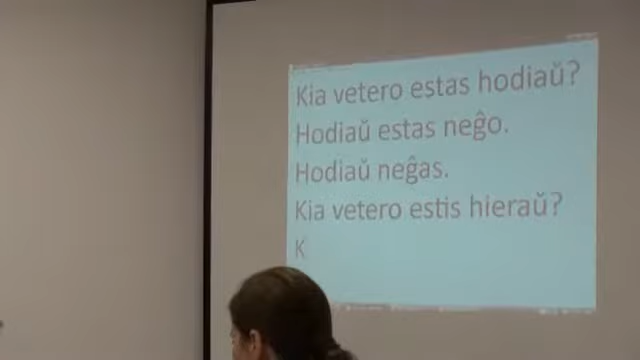 Kia vetero estas hodiaŭ?
Hodiaŭ estas neĝo.
Hodiaŭ neĝas.
Kia vetero estis hieraŭ?
K